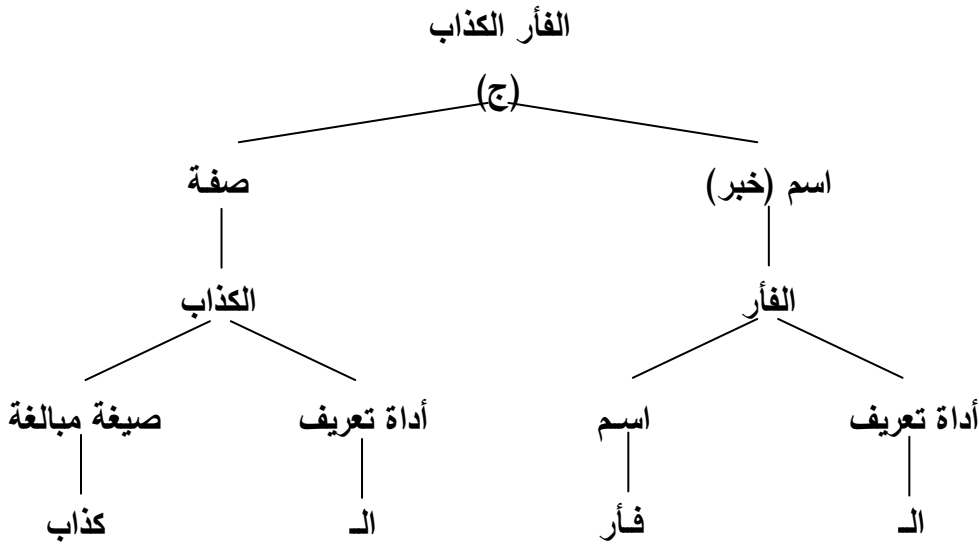 الفأر الكذاب
(ج)
اسم (خبر) صفة
الفأر الكذاب
أداة تعريف اسم أداة تعريف صيغة مبالغة
الـ فأر الـ كذاب